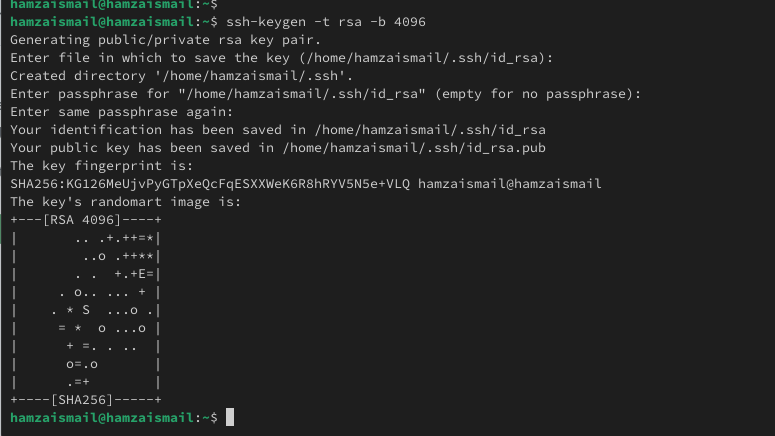 hamzaismail@hamzaismail:~$
hamzaismail@hamzaismail:~$ ssh-keygen -t rsa -b 4096
Generating public/private rsa key pair.
Enter file in which to save the key (/home/hamzaismail/.ssh/id_rsa):
Created directory '/home/hamzaismail/.ssh'.
Enter passphrase for "/home/hamzaismail/.ssh/id_rsa" (empty for no passphrase):
Enter same passphrase again:
Your identification has been saved in /home/hamzaismail/.ssh/id_rsa
Your public key has been saved in /home/hamzaismail/.ssh/id_rsa.pub
The key fingerprint is:
SHA256:KG126MeUjvPyGTpXeQcFqESXXWeK6R8hRYV5N5e+VLQ hamzaismail@hamzaismail
The key's randomart image is:
+---[RSA 4096]----+
|       .. .+.++=*|
|        ..o .++**|
|       . .  +.+E=|
|     . o.. ... + |
|    . * S  ...o .|
|     = *  o ...o |
|      + =. . ..  |
|      o=.o       |
|      .=+        |
+----[SHA256]-----+
hamzaismail@hamzaismail:~$